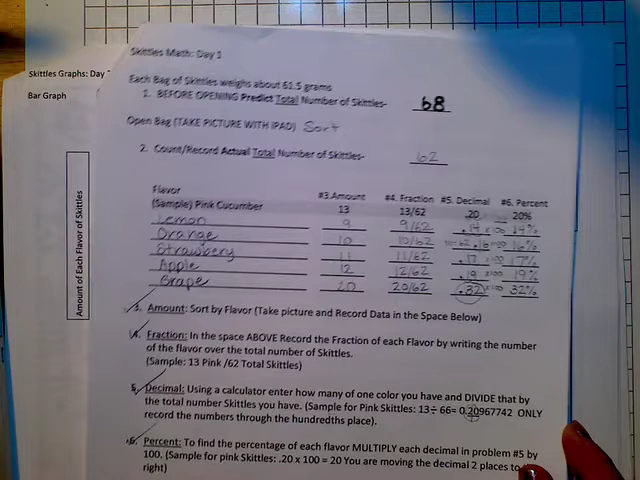 Skittles Math: Day 1
Each Bag of Skittles weighs about 61.5 grams
1. BEFORE OPENING Predict Total Number of Skittles- 68
Open Bag (TAKE PICTURE WITH IPAD) Sort
2. Count/Record Actual Total Number of Skittles- 62
Flavor #3 Amount #4. Fraction #5. Decimal #6. Percent
(Sample) Pink Cucumber 13 13/62 .20 20%
Lemon 9 9/62 .14 x100 14%
Orange 10 10/62 10÷62 .16 x100 16%
Strawbery 11 11/62 .17 x100 17%
Apple 12 12/62 .19 x100 19%
Grape 20 20/62 .32 x100 32%
3. Amount: Sort by Flavor (Take picture and Record Data in the Space Below)
4. Fraction: In the space ABOVE Record the Fraction of each Flavor by writing the number
of the flavor over the total number of Skittles.
(Sample: 13 Pink /62 Total Skittles)
5. Decimal: Using a calculator enter how many of one color you have and DIVIDE that by
the total number Skittles you have. (Sample for Pink Skittles: 13÷ 66= 0.20967742 ONLY
record the numbers through the hundredths place).
6. Percent: To find the percentage of each flavor MULTIPLY each decimal in problem #5 by
100. (Sample for pink Skittles: .20 x 100 = 20 You are moving the decimal 2 places to
right)
Skittles Graphs: Day
Bar Graph
Amount of Each Flavor of Skittles